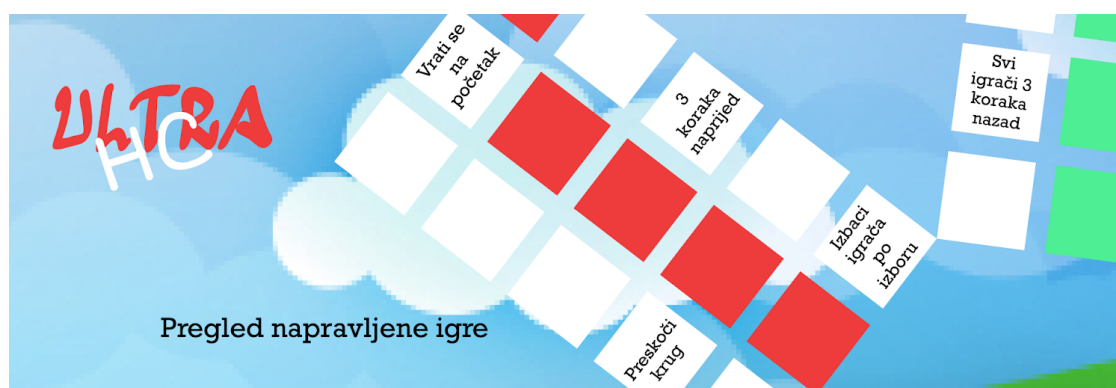 ULTRA
HC
Pregled napravljene igre
Vrati se
na
početak
3
koraka
naprijed
Izbaci
igrača
po
izboru
Preskoči
krug
Svi
igrači 3
koraka
nazad